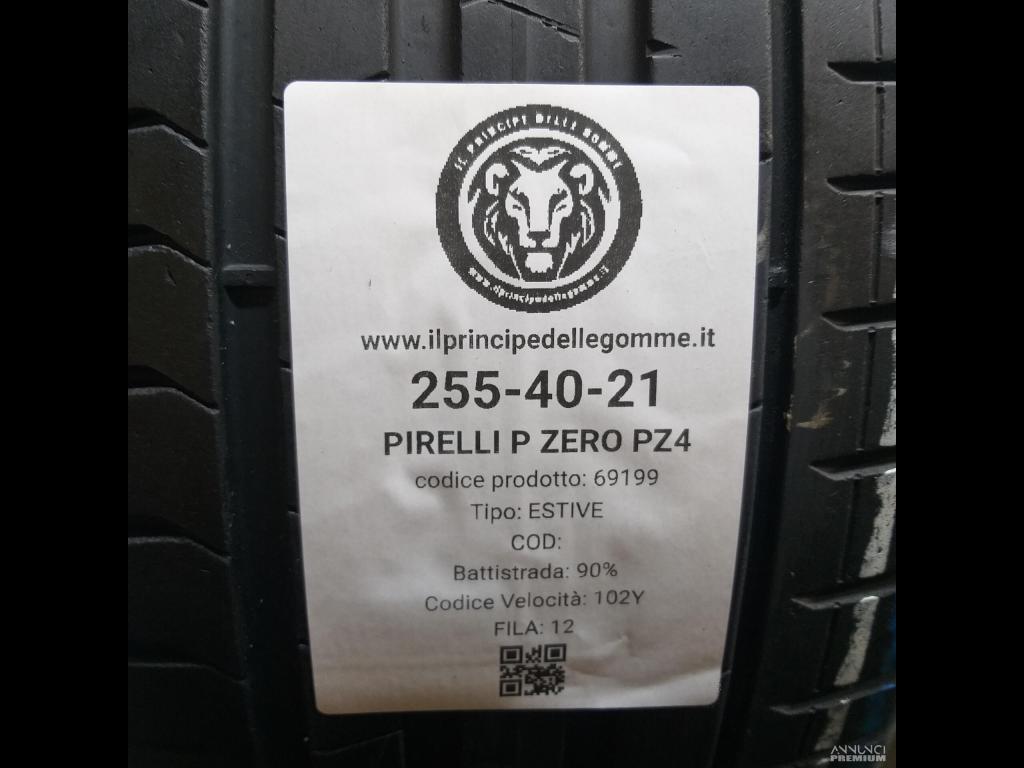 IL PRINCIPE DELLE GOMME
www.ilprincipedellegomme.it
www.ilprincipedellegomme.it
255-40-21
PIRELLI P ZERO PZ4
codice prodotto: 69199
Tipo: ESTIVE
COD:
Battistrada: 90%
Codice Velocità: 102Y
FILA: 12
ANNUNCI
PREMIUM